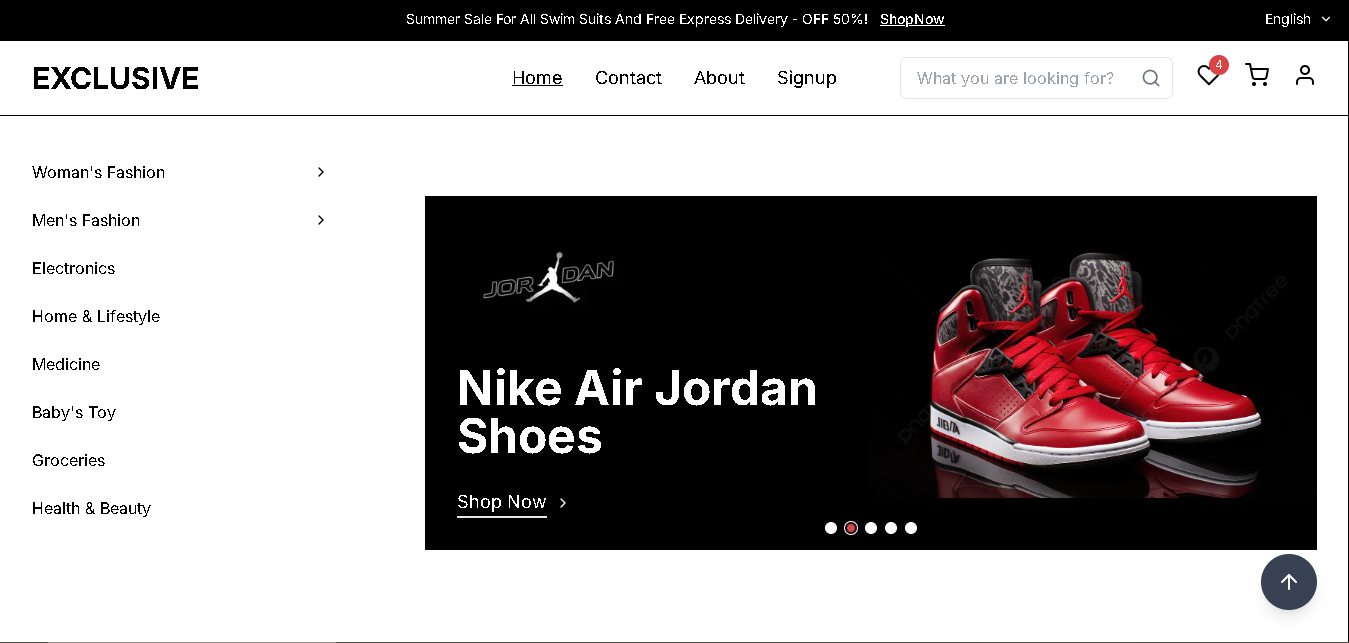 Summer Sale For All Swim Suits And Free Express Delivery - OFF 50%! ShopNow
English
EXCLUSIVE
Home Contact About Signup
What you are looking for?
4
Woman's Fashion
Men's Fashion
Electronics
Home & Lifestyle
Medicine
Baby's Toy
Groceries
Health & Beauty
JORDAN
Nike Air Jordan
Shoes
Shop Now
pngtree